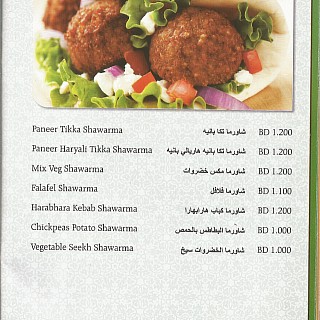 Paneer Tikka Shawarma شاورما تكا بانيه BD 1.200
Paneer Haryali Tikka Shawarma شاورما تكا بانيه هاريالي بانيه BD 1.200
Mix Veg Shawarma شاورما مكس خضروات BD 1.200
Falafel Shawarma شاورما فلافل BD 1.100
Harabhara Kebab Shawarma شاورما كباب هارابهارا BD 1.200
Chickpeas Potato Shawarma شاورما البطاطس بالحمص BD 1.000
Vegetable Seekh Shawarma شاورما الخضروات سيخ BD 1.000